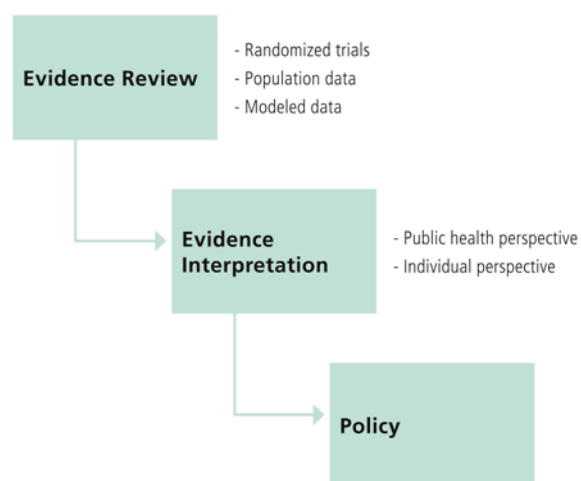 Evidence Review
- Randomized trials
- Population data
- Modeled data
Evidence
Interpretation
- Public health perspective
- Individual perspective
Policy